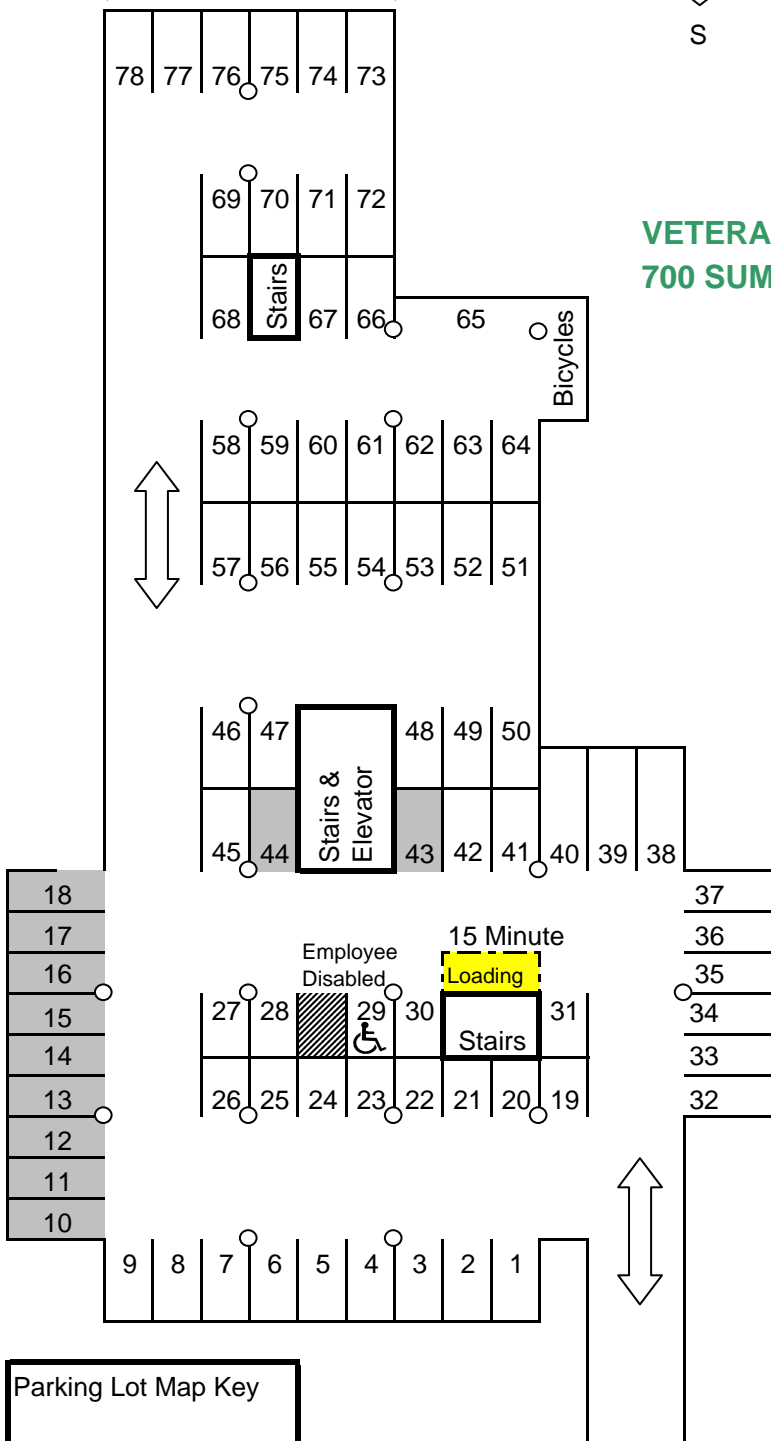 S
78 77 76 75 74 73
69 70 71 72
VETERA
700 SUM
68 Stairs 67 66 65
Bicycles
58 59 60 61 62 63 64
57 56 55 54 53 52 51
46 47 48 49 50
Stairs &
Elevator
45 44 43 42 41 40 39 38
18 37
17 15 Minute 36
Employee
Disabled
16 Loading 35
27 28 29 30 31
15 34
Stairs
14 33
13 26 25 24 23 22 21 20 19 32
12
11
10
9 8 7 6 5 4 3 2 1
Parking Lot Map Key